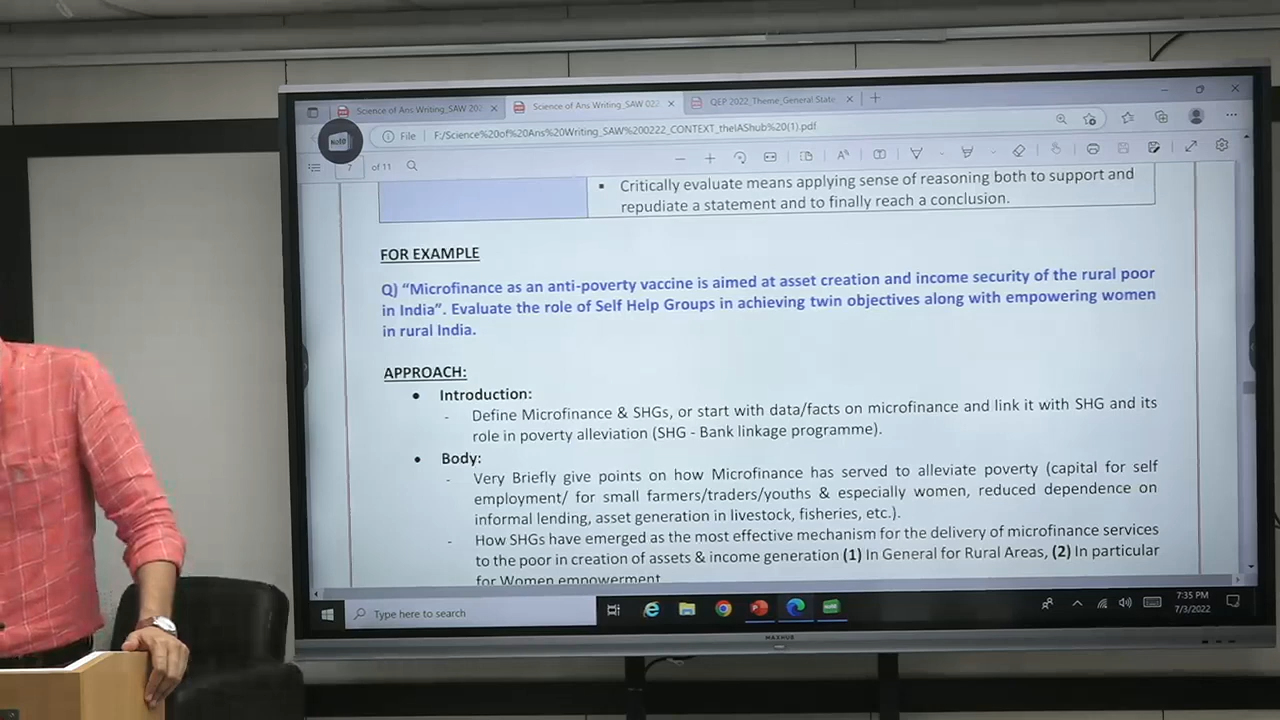 Science of Ans Writing_SAW 202
Science of Ans Writing_SAW 022
QEP 2022_Theme_General State
Note
File
F:/Science%20of%20Ans%20Writing_SAW%200222_CONTEXT_theIAShub%20(1).pdf
7 of 11
▪ Critically evaluate means applying sense of reasoning both to support and
repudiate a statement and to finally reach a conclusion.
FOR EXAMPLE
Q) “Microfinance as an anti-poverty vaccine is aimed at asset creation and income security of the rural poor
in India”. Evaluate the role of Self Help Groups in achieving twin objectives along with empowering women
in rural India.
APPROACH:
• Introduction:
- Define Microfinance & SHGs, or start with data/facts on microfinance and link it with SHG and its
role in poverty alleviation (SHG - Bank linkage programme).
• Body:
- Very Briefly give points on how Microfinance has served to alleviate poverty (capital for self
employment/ for small farmers/traders/youths & especially women, reduced dependence on
informal lending, asset generation in livestock, fisheries, etc.).
- How SHGs have emerged as the most effective mechanism for the delivery of microfinance services
to the poor in creation of assets & income generation (1) In General for Rural Areas, (2) In particular
for Women empowerment
Type here to search
7:35 PM
7/3/2022
MAXHUB